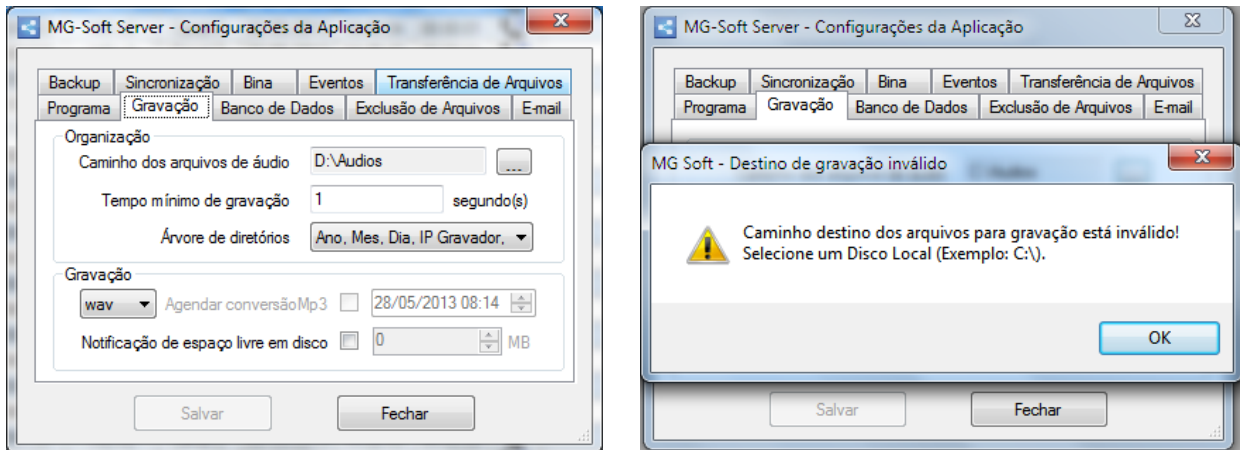 MG-Soft Server - Configurações da Aplicação
Backup Sincronização Bina Eventos Transferência de Arquivos
Programa Gravação Banco de Dados Exclusão de Arquivos E-mail
Organização
Caminho dos arquivos de áudio D:\Audios ...
Tempo mínimo de gravação 1 segundo(s)
Árvore de diretórios Ano, Mes, Dia, IP Gravador,
Gravação
wav Agendar conversão Mp3 28/05/2013 08:14
Notificação de espaço livre em disco 0 MB
Salvar Fechar
MG-Soft Server - Configurações da Aplicação
Backup Sincronização Bina Eventos Transferência de Arquivos
Programa Gravação Banco de Dados Exclusão de Arquivos E-mail
MG Soft - Destino de gravação inválido
Caminho destino dos arquivos para gravação está inválido!
Selecione um Disco Local (Exemplo: C:\).
OK
Salvar Fechar